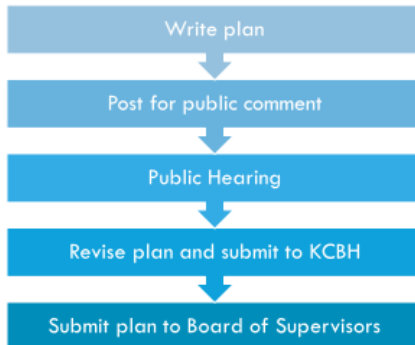 Write plan
Post for public comment
Public Hearing
Revise plan and submit to KCBH
Submit plan to Board of Supervisors